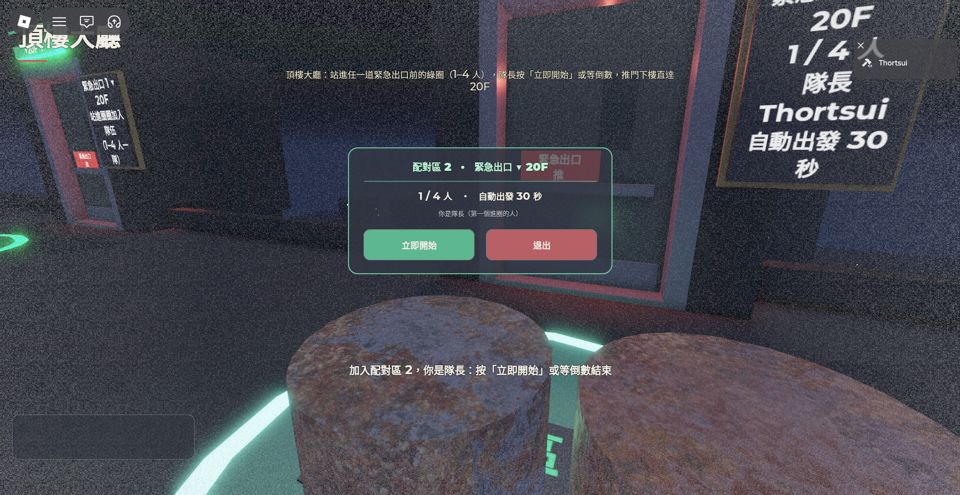 頂樓大廳
頂樓大廳：站進任一道緊急出口前的綠圈（1–4 人），隊長按「立即開始」或等倒數，推門下樓直達
20F
20F
1 / 4 人
隊長
Thortsui
自動出發 30
秒
Thortsui
緊急出口 1 ▼
20F
站進圈圈加入
隊伍
(1–4 人一
隊)
緊急出口
推
配對區 2 • 緊急出口 ▼ 20F
1 / 4 人 • 自動出發 30 秒
你是隊長（第一個進圈的人）
立即開始
退出
加入配對區 2，你是隊長：按「立即開始」或等倒數結束